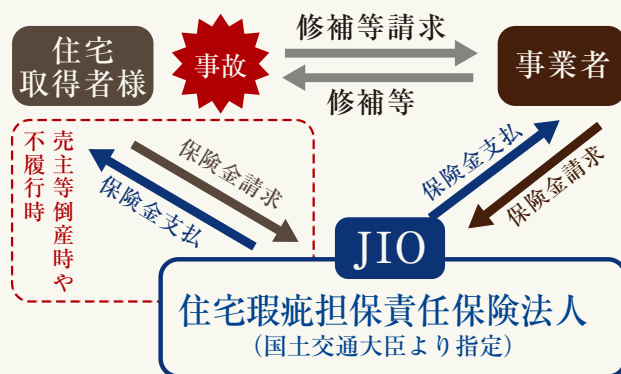 住宅
取得者様
事故
修補等請求
修補等
事業者
売主等倒産時や
不履行時
保険金請求
保険金支払
保険金支払
保険金請求
JIO
住宅瑕疵担保責任保険法人
（国土交通大臣より指定）